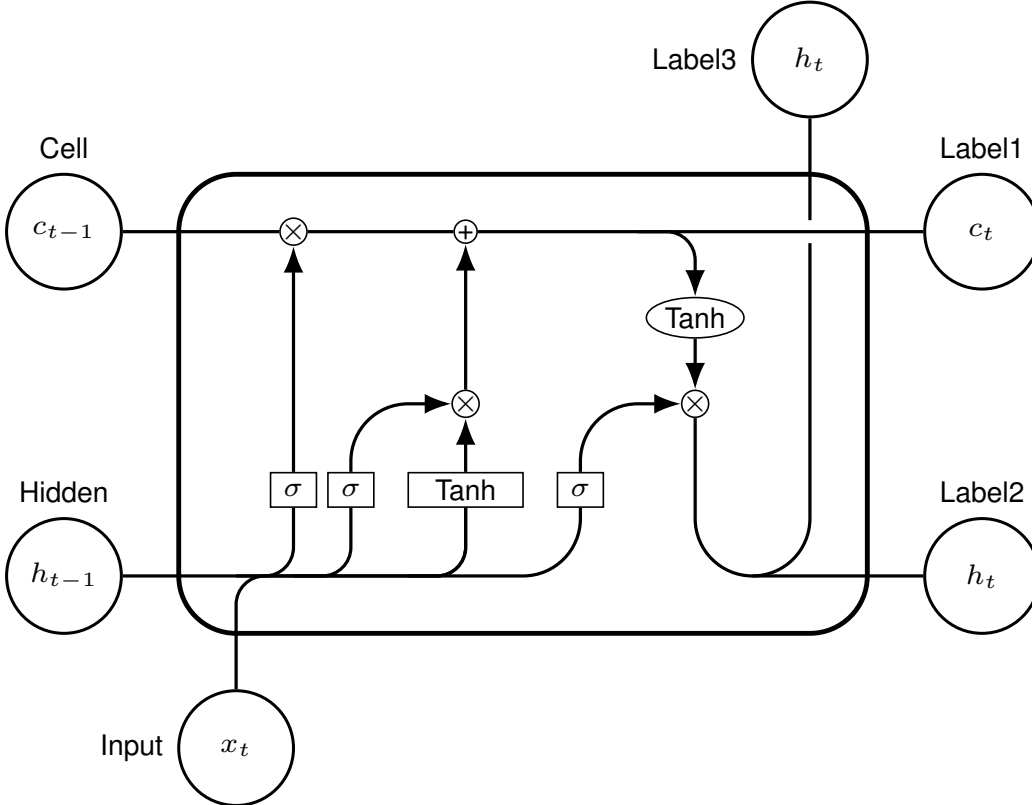 Label3
h_t
Cell
Label1
c_{t−1}
×
+
c_t
Tanh
×
×
Hidden
σ
σ
Tanh
σ
Label2
h_{t−1}
h_t
Input
x_t